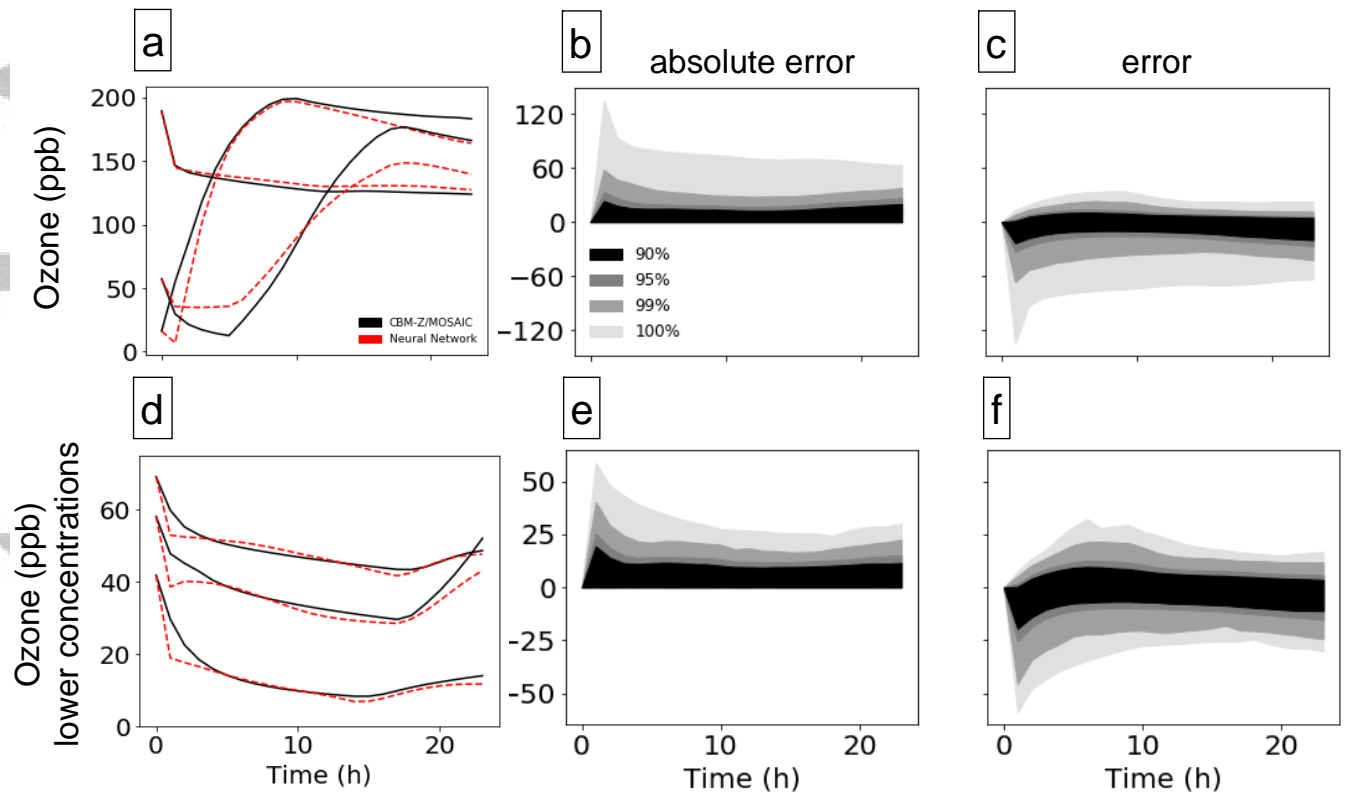 a
b
absolute error
c
error
Ozone (ppb)
200
150
100
50
0
CBM-Z/MOSAIC
Neural Network
120
60
0
−60
−120
90%
95%
99%
100%
d
e
f
Ozone (ppb)
lower concentrations
60
40
20
0
0 10 20
Time (h)
50
25
0
−25
−50
0 10 20
Time (h)
0 10 20
Time (h)